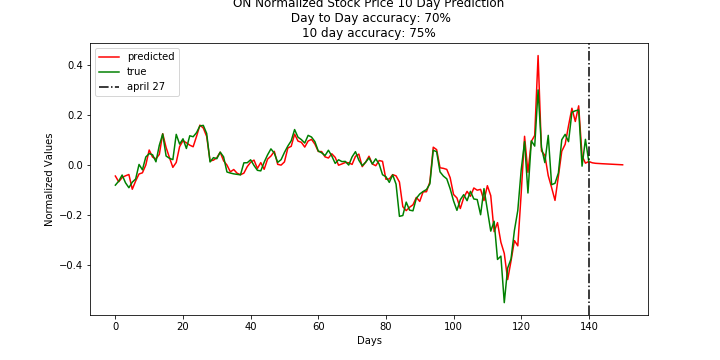 ON Normalized Stock Price 10 Day Prediction
Day to Day accuracy: 70%
10 day accuracy: 75%
predicted
true
april 27
Normalized Values
0.4
0.2
0.0
−0.2
−0.4
0 20 40 60 80 100 120 140
Days